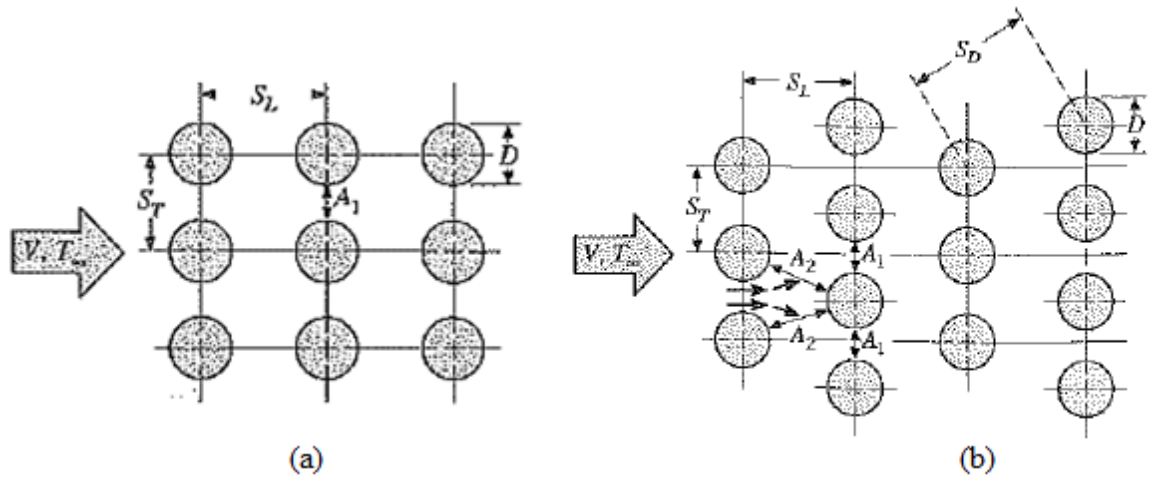 S_L
D
S_T
A_1
V, T_∞
(a)
S_D
S_L
D
S_T
A_2
A_1
V, T_∞
A_2
A_1
(b)